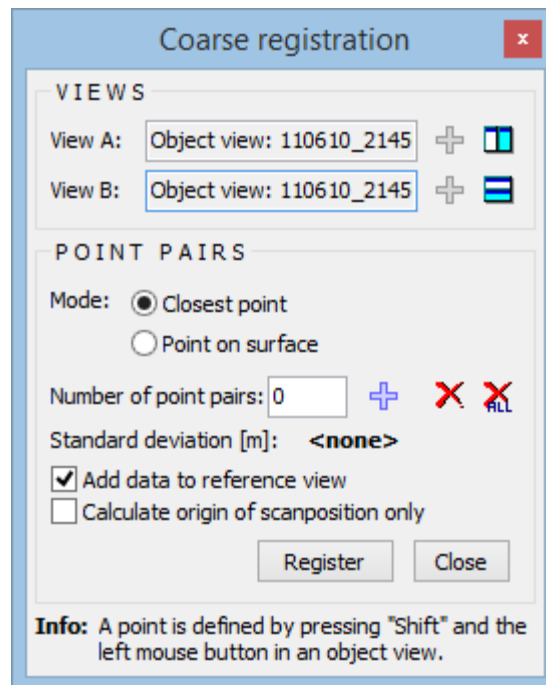 Coarse registration
x
VIEWS
View A: Object view: 110610_2145
View B: Object view: 110610_2145
POINT PAIRS
Mode: Closest point
Point on surface
Number of point pairs: 0
ALL
Standard deviation [m]: <none>
Add data to reference view
Calculate origin of scanposition only
Register Close
Info: A point is defined by pressing "Shift" and the
left mouse button in an object view.